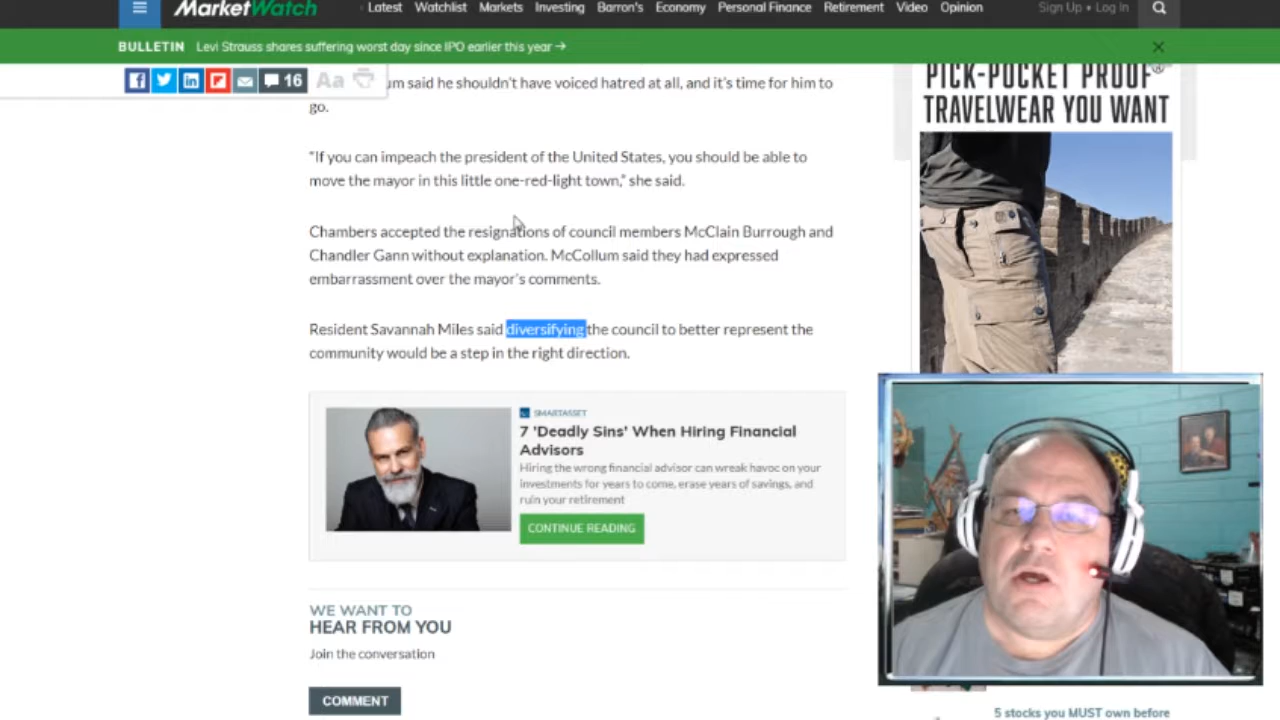 MarketWatch
Latest Watchlist Markets Investing Barron's Economy Personal Finance Retirement Video Opinion
Sign Up • Log In
BULLETIN Levi Strauss shares suffering worst day since IPO earlier this year →
16 Aa
um said he shouldn't have voiced hatred at all, and it's time for him to
go.
"If you can impeach the president of the United States, you should be able to
move the mayor in this little one-red-light town," she said.
Chambers accepted the resignations of council members McClain Burrough and
Chandler Gann without explanation. McCollum said they had expressed
embarrassment over the mayor's comments.
Resident Savannah Miles said diversifying the council to better represent the
community would be a step in the right direction.
SMARTASSET
7 'Deadly Sins' When Hiring Financial
Advisors
Hiring the wrong financial advisor can wreak havoc on your
investments for years to come, erase years of savings, and
ruin your retirement
CONTINUE READING
WE WANT TO
HEAR FROM YOU
Join the conversation
COMMENT
PICK-POCKET PROOF
TRAVELWEAR YOU WANT
5 stocks you MUST own before